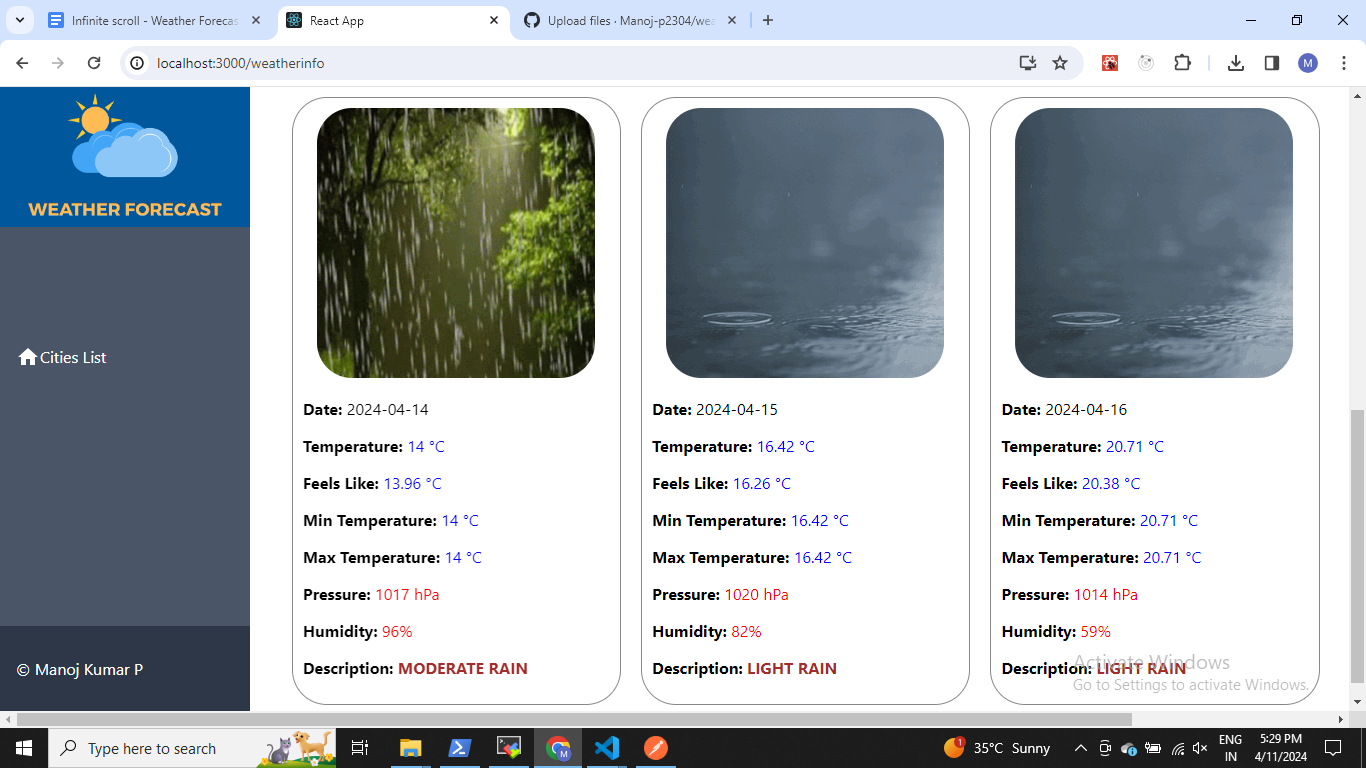 Infinite scroll - Weather Forecas
React App
Upload files · Manoj-p2304/wea
localhost:3000/weatherinfo
M
WEATHER FORECAST
Cities List
© Manoj Kumar P
Date: 2024-04-14
Temperature: 14 °C
Feels Like: 13.96 °C
Min Temperature: 14 °C
Max Temperature: 14 °C
Pressure: 1017 hPa
Humidity: 96%
Description: MODERATE RAIN
Date: 2024-04-15
Temperature: 16.42 °C
Feels Like: 16.26 °C
Min Temperature: 16.42 °C
Max Temperature: 16.42 °C
Pressure: 1020 hPa
Humidity: 82%
Description: LIGHT RAIN
Date: 2024-04-16
Temperature: 20.71 °C
Feels Like: 20.38 °C
Min Temperature: 20.71 °C
Max Temperature: 20.71 °C
Pressure: 1014 hPa
Humidity: 59%
Description: LIGHT RAIN
Activate Windows
Go to Settings to activate Windows.
Type here to search
M
1
35°C Sunny
ENG
IN
5:29 PM
4/11/2024